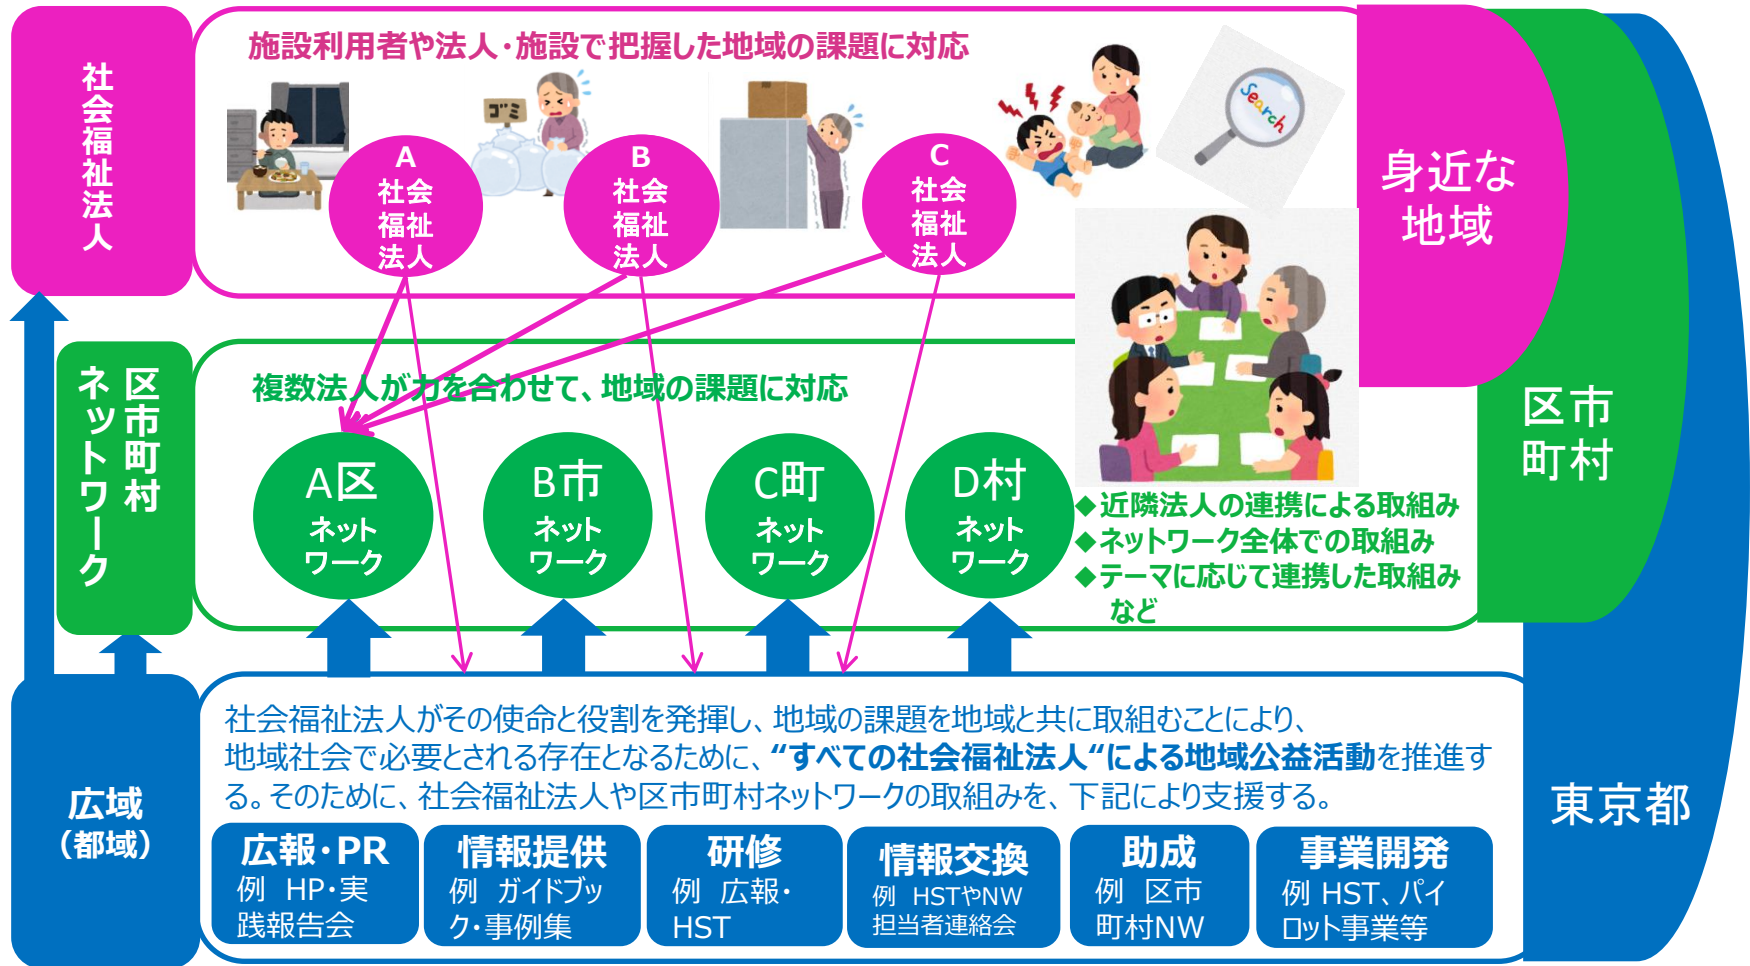 社会福祉法人
施設利用者や法人・施設で把握した地域の課題に対応
ゴミ
Search
A
社会
福祉
法人
B
社会
福祉
法人
C
社会
福祉
法人
身近な
地域
区市町村
ネットワーク
複数法人が力を合わせて、地域の課題に対応
A区
ネット
ワーク
B市
ネット
ワーク
C町
ネット
ワーク
D村
ネット
ワーク
◆近隣法人の連携による取組み
◆ネットワーク全体での取組み
◆テーマに応じて連携した取組み
など
区市
町村
広域
（都域）
社会福祉法人がその使命と役割を発揮し、地域の課題を地域と共に取組むことにより、
地域社会で必要とされる存在となるために、“すべての社会福祉法人“による地域公益活動を推進す
る。そのために、社会福祉法人や区市町村ネットワークの取組みを、下記により支援する。
広報・PR
例　HP・実
践報告会
情報提供
例　ガイドブッ
ク・事例集
研修
例　広報・
HST
情報交換
例　HSTやNW
担当者連絡会
助成
例　区市
町村NW
事業開発
例 HST、パイ
ロット事業等
東京都